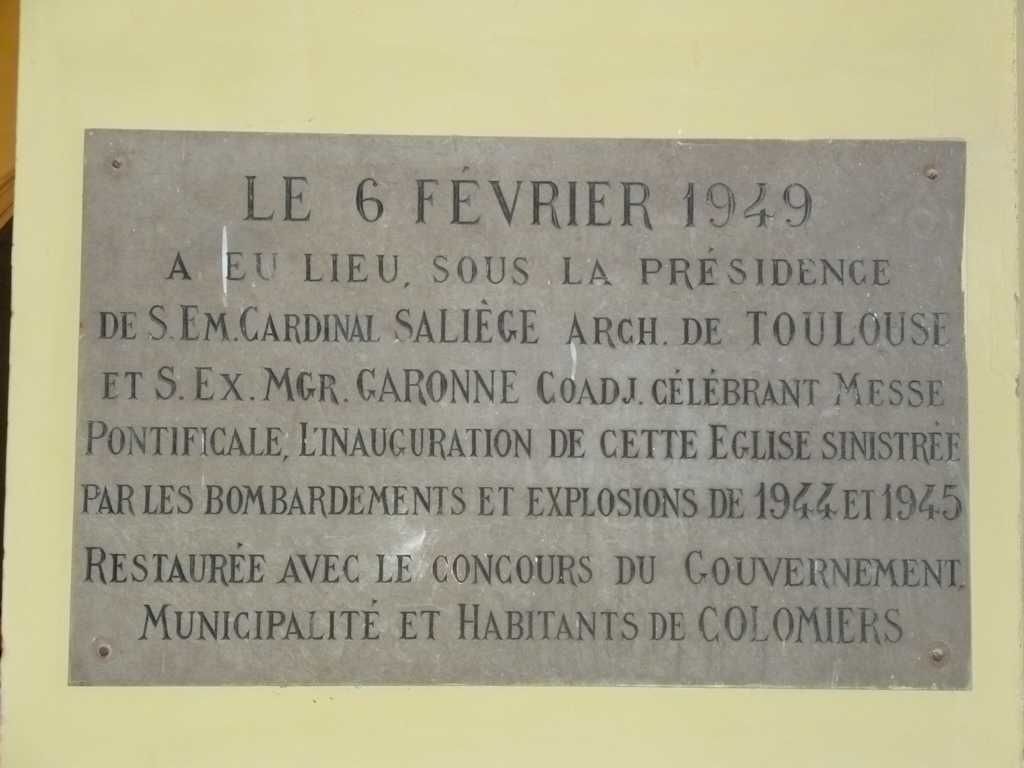 LE 6 FÉVRIER 1949
A EU LIEU, SOUS LA PRÉSIDENCE
DE S. EM. CARDINAL SALIÈGE ARCH. DE TOULOUSE
ET S. EX. MGR. GARONNE COADJ. CÉLÉBRANT MESSE
PONTIFICALE, L'INAUGURATION DE CETTE EGLISE SINISTRÉE
PAR LES BOMBARDEMENTS ET EXPLOSIONS DE 1944 ET 1945
RESTAURÉE AVEC LE CONCOURS DU GOUVERNEMENT,
MUNICIPALITÉ ET HABITANTS DE COLOMIERS